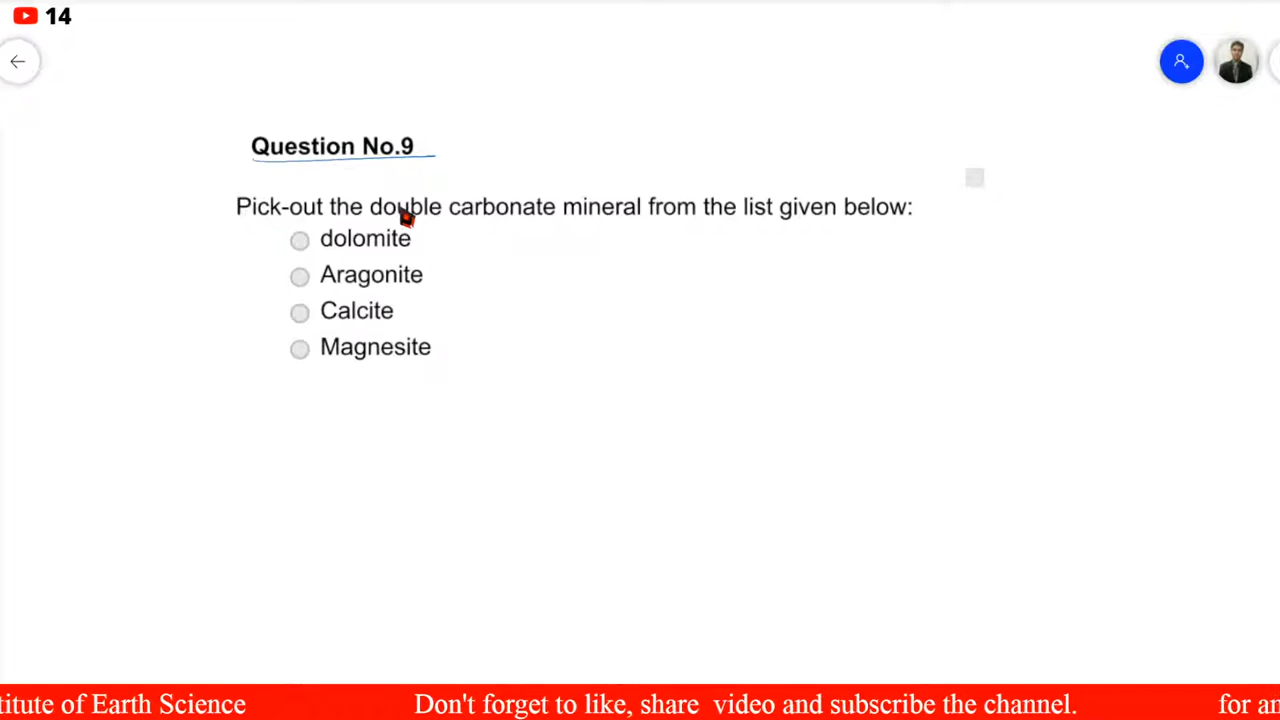 14
Question No.9
Pick-out the double carbonate mineral from the list given below:
dolomite
Aragonite
Calcite
Magnesite
titute of Earth Science Don't forget to like, share video and subscribe the channel. for an